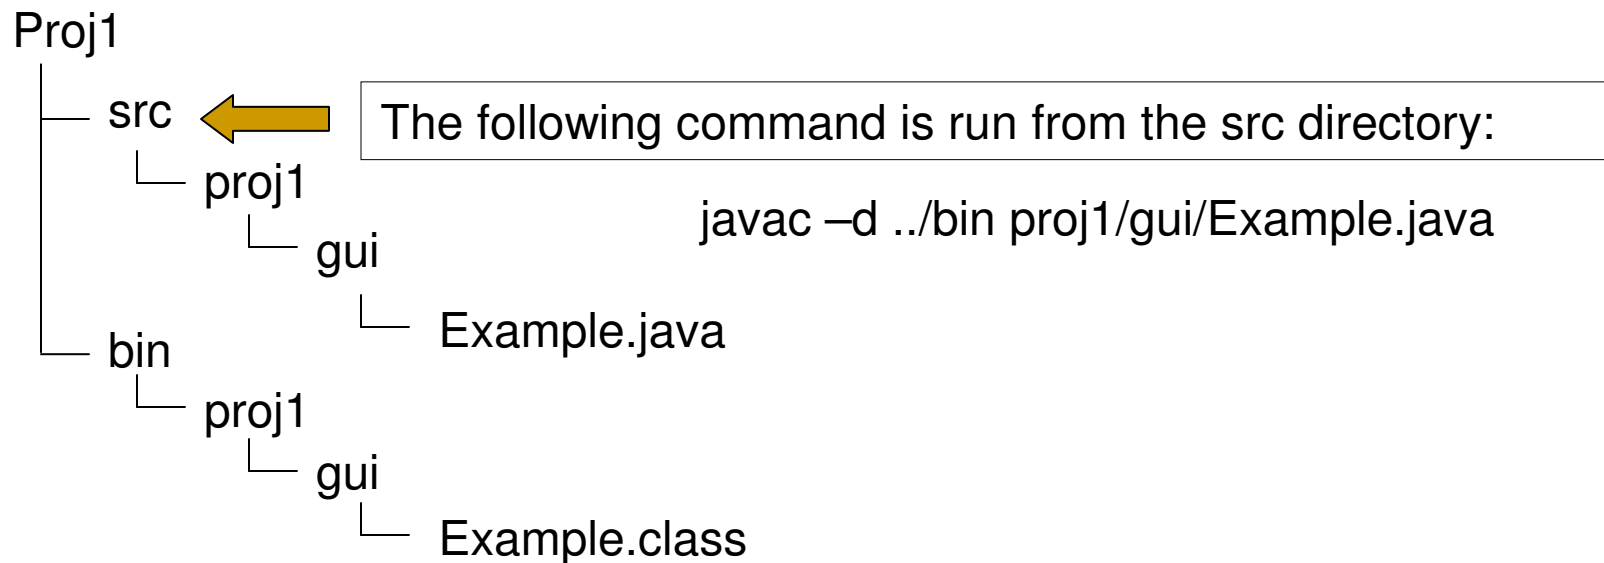 Proj1
src
The following command is run from the src directory:
proj1
javac –d ../bin proj1/gui/Example.java
gui
Example.java
bin
proj1
gui
Example.class